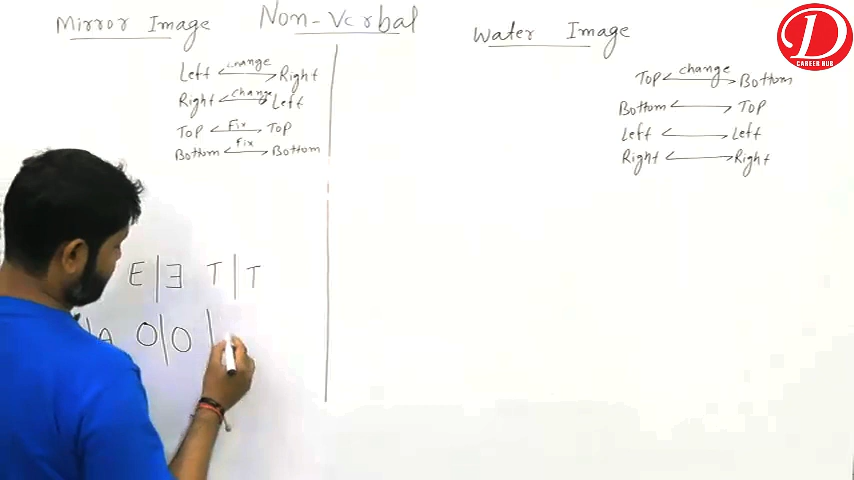 Mirror Image
Non-Verbal
Water Image
D
CAREER HUB
Left change Right
Right change Left
Top Fix Top
Bottom Fix Bottom
Top change Bottom
Bottom Top
Left Left
Right Right
E | Ǝ T | T
| A O | O |